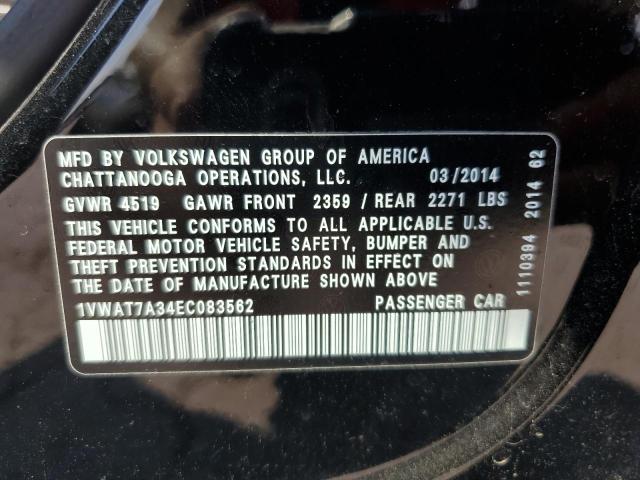 MFD BY VOLKSWAGEN GROUP OF AMERICA
CHATTANOOGA OPERATIONS, LLC. 03/2014
GVWR 4519 GAWR FRONT 2359 / REAR 2271 LBS
THIS VEHICLE CONFORMS TO ALL APPLICABLE U.S.
FEDERAL MOTOR VEHICLE SAFETY, BUMPER AND
THEFT PREVENTION STANDARDS IN EFFECT ON
THE DATE OF MANUFACTURE SHOWN ABOVE
1VWAT7A34EC083562 PASSENGER CAR
1110394 2014 62